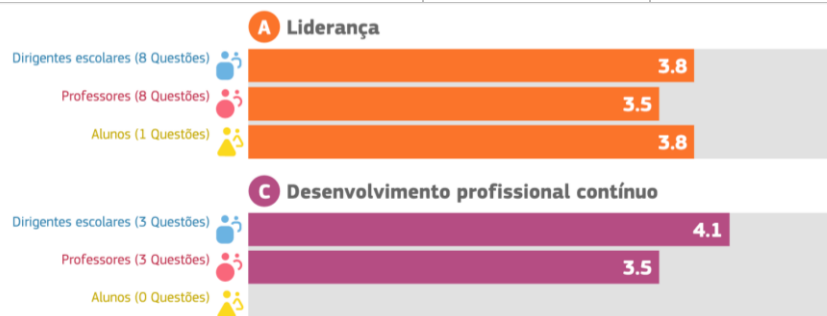 A Liderança
Dirigentes escolares (8 Questões) 3.8
Professores (8 Questões) 3.5
Alunos (1 Questões) 3.8
C Desenvolvimento profissional contínuo
Dirigentes escolares (3 Questões) 4.1
Professores (3 Questões) 3.5
Alunos (0 Questões)